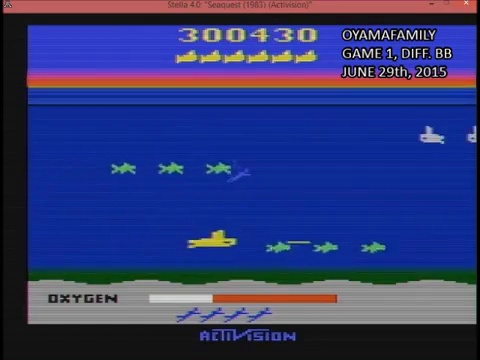 Stella 4.0: "Seaquest (1983) (Activision)"
300430
OYAMAFAMILY
GAME 1, DIFF. BB
JUNE 29th, 2015
OXYGEN
ACTIVISION